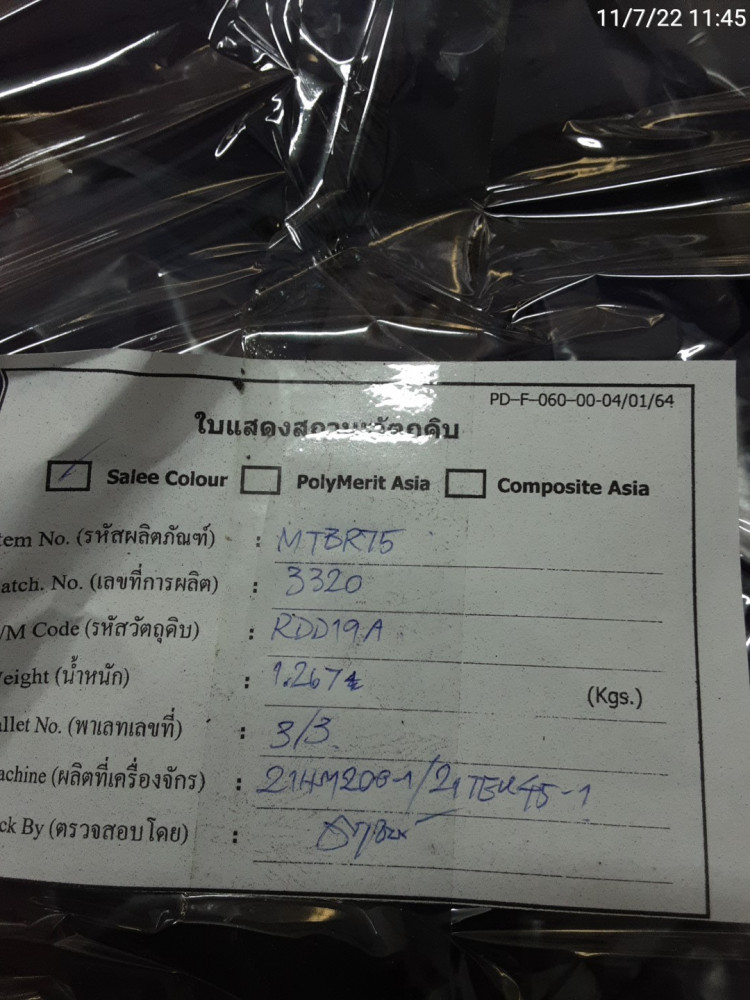 11/7/22 11:45
PD-F-060-00-04/01/64
ใบแสดงสถานะวัตถุดิบ
Salee Colour PolyMerit Asia Composite Asia
tem No. (รหัสผลิตภัณฑ์) : MTBR75
atch. No. (เลขที่การผลิต) : 3320
/M Code (รหัสวัตถุดิบ) : RDD19A
eight (น้ำหนัก) : 1.267 (Kgs.)
allet No. (พาเลทเลขที่) : 3/3
achine (ผลิตที่เครื่องจักร) :
ck By (ตรวจสอบโดย) :